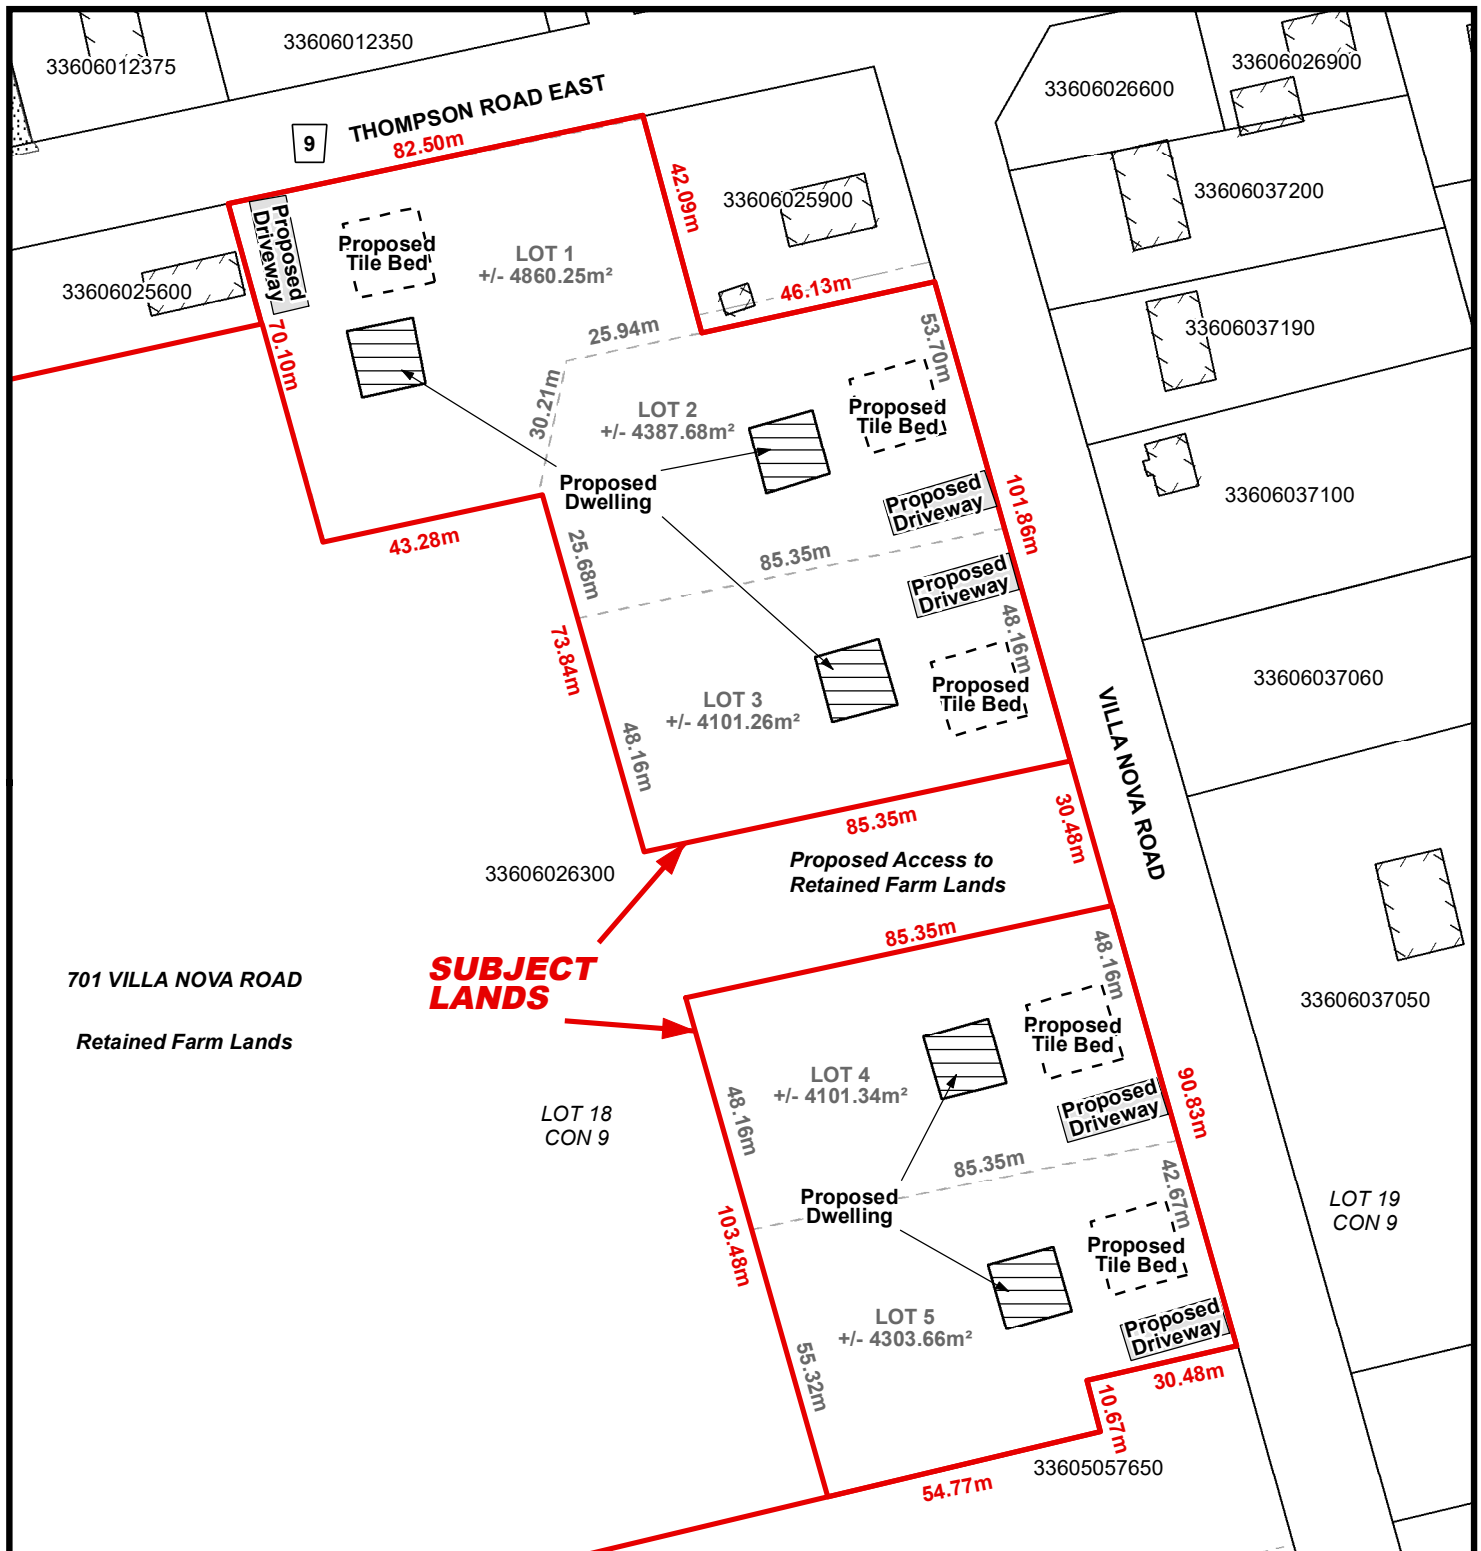 33606012375
33606012350
THOMPSON ROAD EAST
9
82.50m
33606026600
33606026900
33606037200
42.09m
33606025900
Proposed
Driveway
Proposed
Tile Bed
LOT 1
+/- 4860.25m²
33606025600
46.13m
70.10m
25.94m
53.70m
33606037190
30.21m
LOT 2
+/- 4387.68m²
Proposed
Tile Bed
Proposed
Dwelling
Proposed
Driveway
101.86m
33606037100
43.28m
25.68m
85.35m
Proposed
Driveway
48.16m
73.84m
LOT 3
+/- 4101.26m²
Proposed
Tile Bed
33606037060
48.16m
VILLA NOVA ROAD
85.35m
30.48m
Proposed Access to
Retained Farm Lands
33606026300
85.35m
48.16m
SUBJECT
LANDS
701 VILLA NOVA ROAD
Retained Farm Lands
33606037050
Proposed
Tile Bed
LOT 4
+/- 4101.34m²
48.16m
Proposed
Driveway
90.83m
LOT 18
CON 9
85.35m
42.67m
Proposed
Dwelling
LOT 19
CON 9
103.48m
Proposed
Tile Bed
LOT 5
+/- 4303.66m²
Proposed
Driveway
55.32m
30.48m
10.67m
33605057650
54.77m